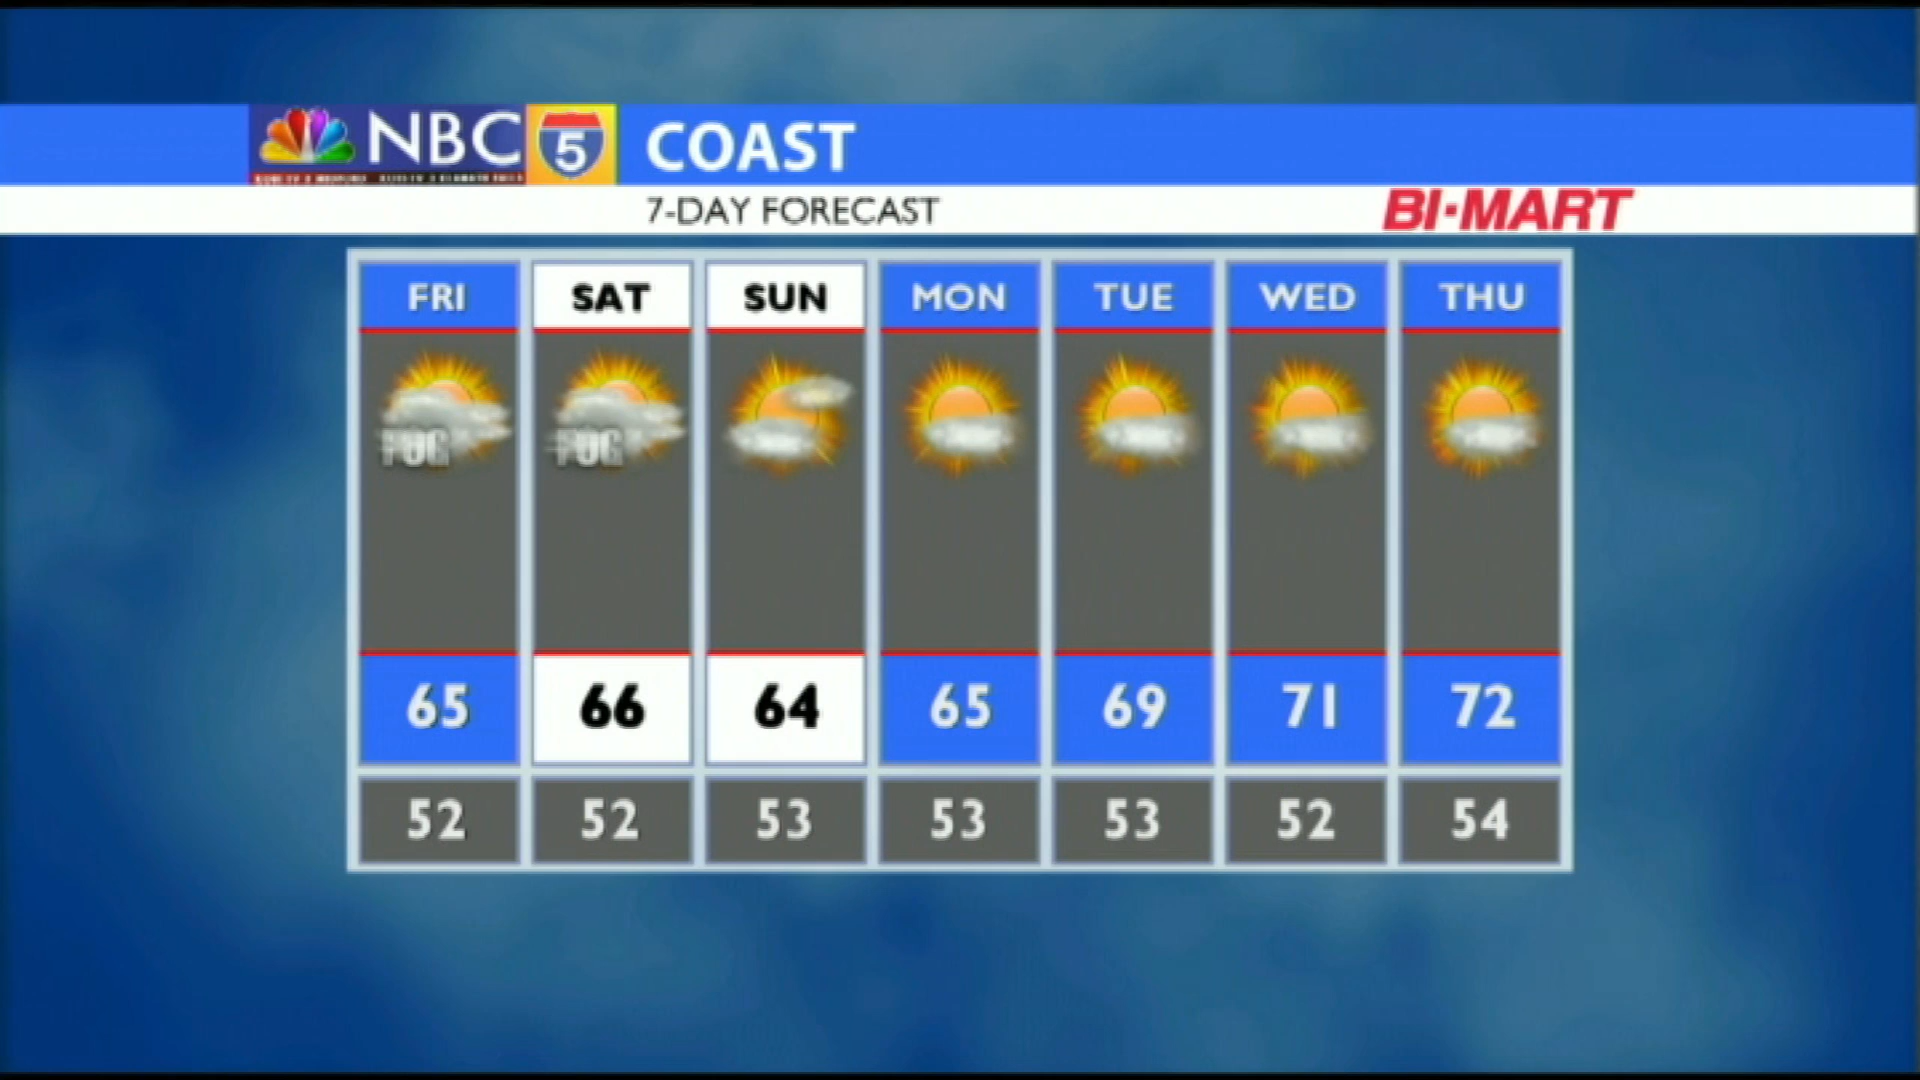 NBC 5 COAST
7-DAY FORECAST BI-MART
FRI SAT SUN MON TUE WED THU
FOG FOG
65 66 64 65 69 71 72
52 52 53 53 53 52 54